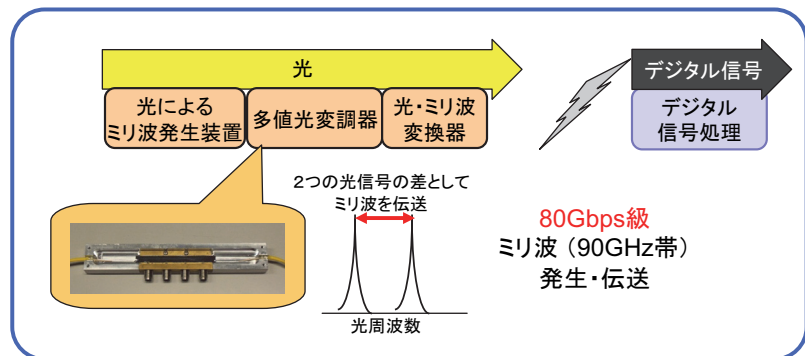 光
デジタル信号
光による
ミリ波発生装置
多値光変調器
光・ミリ波
変換器
デジタル
信号処理
２つの光信号の差として
ミリ波を伝送
光周波数
80Gbps級
ミリ波（90GHz帯）
発生・伝送